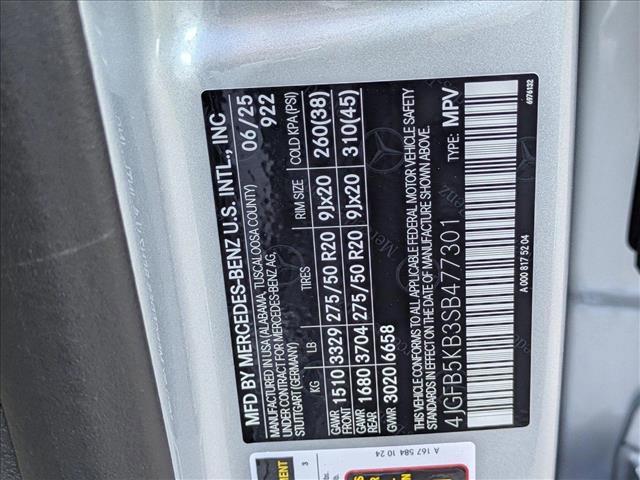 MFD BY MERCEDES-BENZ U.S. INTL., INC
MANUFACTURED IN USA (ALABAMA, TUSCALOOSA COUNTY) 06/25
UNDER CONTRACT FOR MERCEDES-BENZ AG, 922
STUTTGART (GERMANY)
KG LB TIRES RIM SIZE COLD KPA (PSI)
GAWR FRONT 1510 3329 275/50 R20 9Jx20 260(38)
GAWR REAR 1680 3704 275/50 R20 9Jx20 310(45)
GVWR 3020 6658
THIS VEHICLE CONFORMS TO ALL APPLICABLE FEDERAL MOTOR VEHICLE SAFETY
STANDARDS IN EFFECT ON THE DATE OF MANUFACTURE SHOWN ABOVE.
4JGFB5KB3SB477301 TYPE: MPV
A 000 817 52 04 6976132
A 167 584 10 24
3